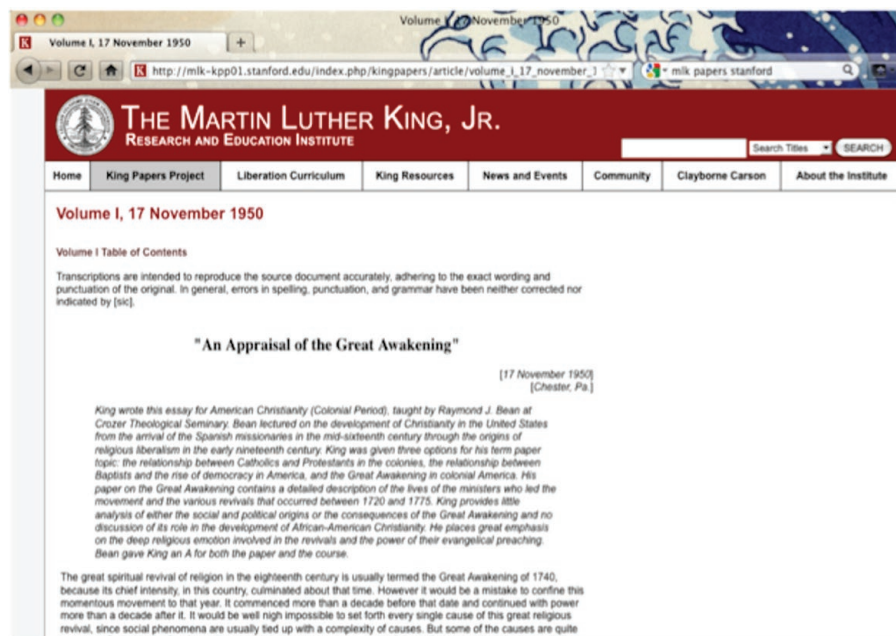 Volume I, 17 November 1950
Volume I, 17 November 1950
http://mlk-kpp01.stanford.edu/index.php/kingpapers/article/volume_i_17_november_1
mlk papers stanford
THE MARTIN LUTHER KING, JR.
RESEARCH AND EDUCATION INSTITUTE
Search Titles SEARCH
Home King Papers Project Liberation Curriculum King Resources News and Events Community Clayborne Carson About the Institute
Volume I, 17 November 1950
Volume I Table of Contents
Transcriptions are intended to reproduce the source document accurately, adhering to the exact wording and
punctuation of the original. In general, errors in spelling, punctuation, and grammar have been neither corrected nor
indicated by [sic].
"An Appraisal of the Great Awakening"
[17 November 1950]
[Chester, Pa.]
King wrote this essay for American Christianity (Colonial Period), taught by Raymond J. Bean at
Crozer Theological Seminary. Bean lectured on the development of Christianity in the United States
from the arrival of the Spanish missionaries in the mid-sixteenth century through the origins of
religious liberalism in the early nineteenth century. King was given three options for his term paper
topic: the relationship between Catholics and Protestants in the colonies, the relationship between
Baptists and the rise of democracy in America, and the Great Awakening in colonial America. His
paper on the Great Awakening contains a detailed description of the lives of the ministers who led the
movement and the various revivals that occurred between 1720 and 1775. King provides little
analysis of either the social and political origins or the consequences of the Great Awakening and no
discussion of its role in the development of African-American Christianity. He places great emphasis
on the deep religious emotion involved in the revivals and the power of their evangelical preaching.
Bean gave King an A for both the paper and the course.
The great spiritual revival of religion in the eighteenth century is usually termed the Great Awakening of 1740,
because its chief intensity, in this country, culminated about that time. However it would be a mistake to confine this
momentous movement to that year. It commenced more than a decade before that date and continued with power
more than a decade after it. It would be well nigh impossible to set forth every single cause of this great religious
revival, since social phenomena are usually tied up with a complexity of causes. But some of the causes are quite